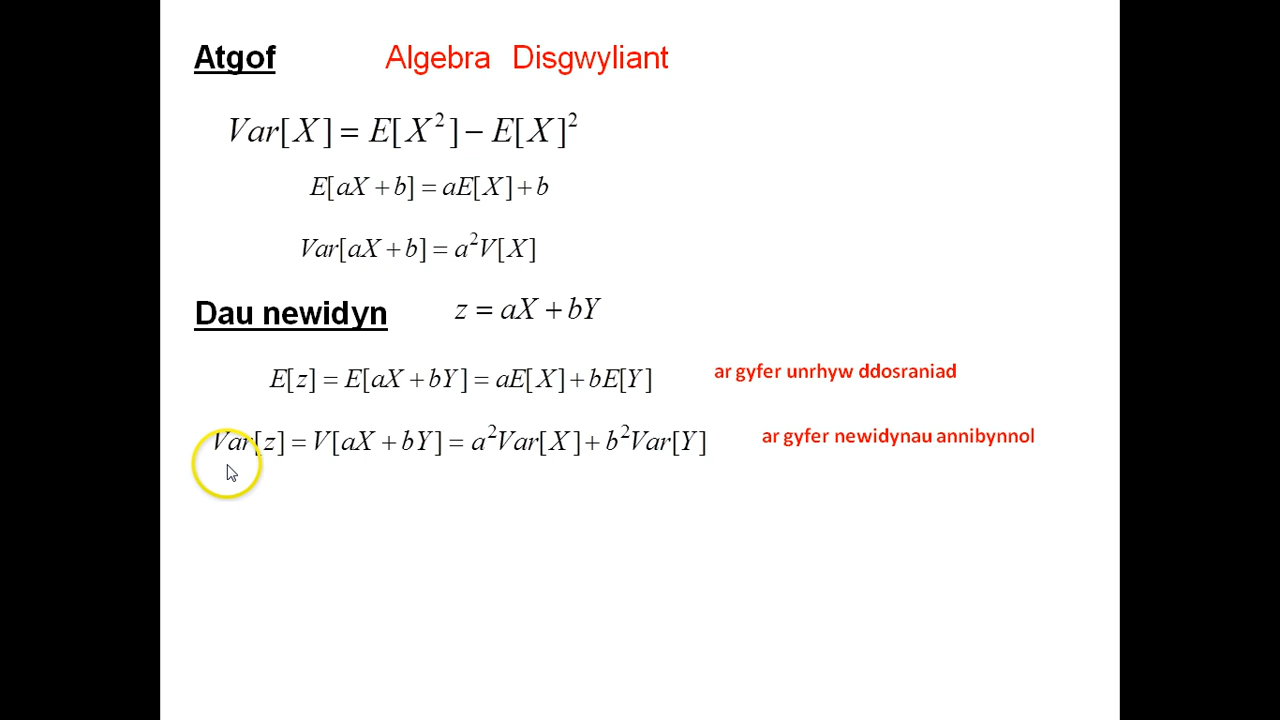 Atgof Algebra Disgwyliant
Var[X] = E[X²] − E[X]²
E[aX + b] = aE[X] + b
Var[aX + b] = a²V[X]
Dau newidyn z = aX + bY
E[z] = E[aX + bY] = aE[X] + bE[Y] ar gyfer unrhyw ddosraniad
Var[z] = V[aX + bY] = a²Var[X] + b²Var[Y] ar gyfer newidynau annibynnol